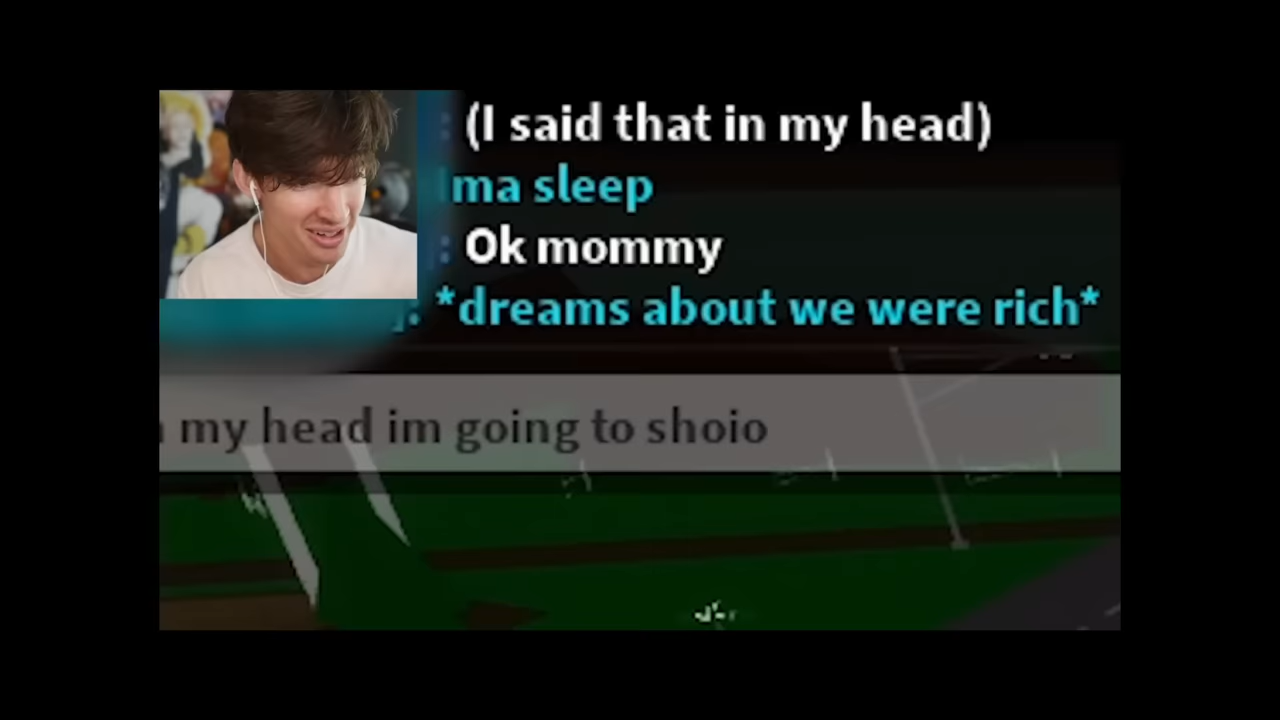 : (I said that in my head)
Ima sleep
: Ok mommy
]: *dreams about we were rich*
my head im going to shoio